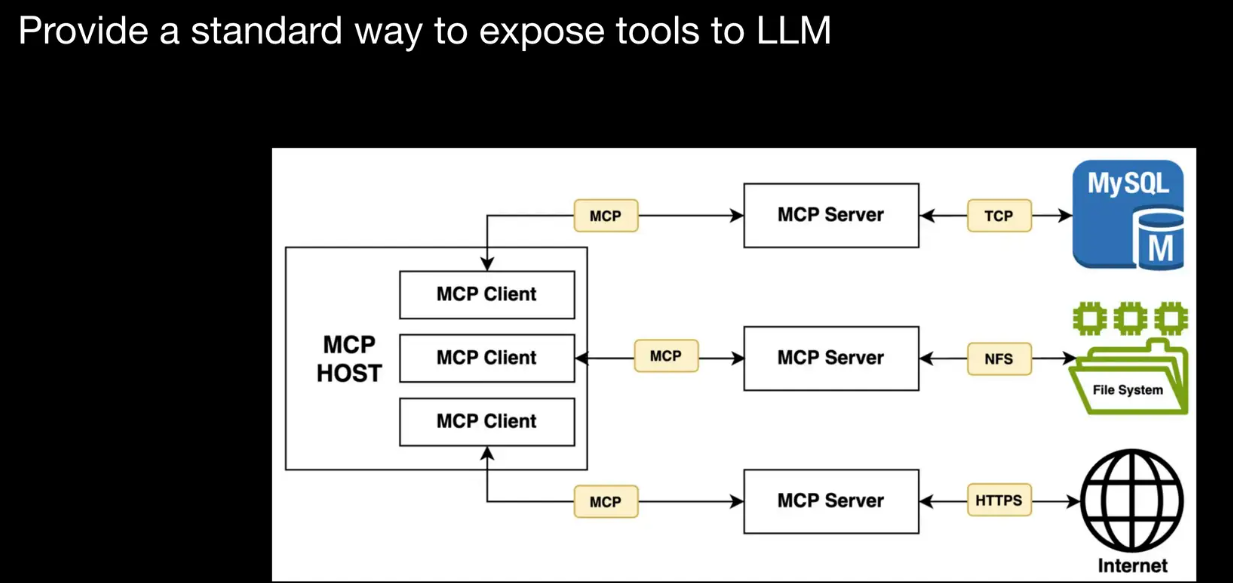 Provide a standard way to expose tools to LLM
MCP
MCP Server
TCP
MySQL
M
MCP
HOST
MCP Client
MCP Client
MCP Client
MCP
MCP Server
NFS
File System
MCP
MCP Server
HTTPS
Internet